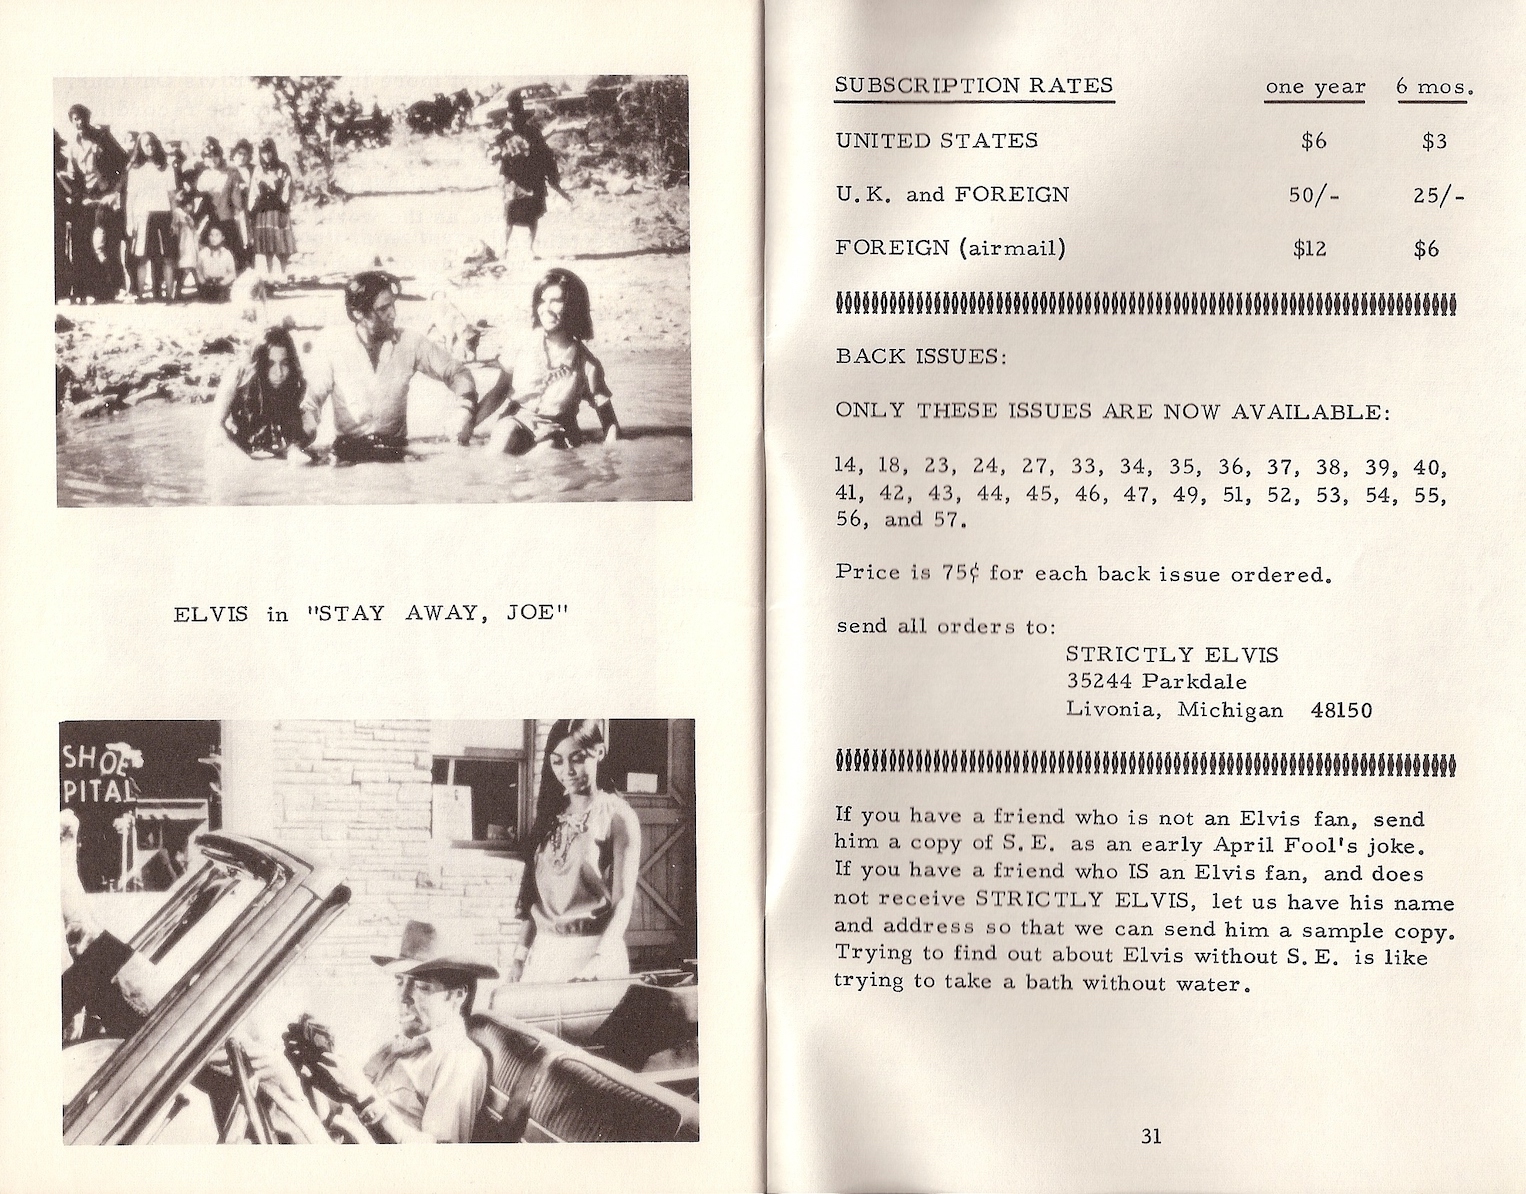 SHOE
PITAL
ELVIS in "STAY AWAY, JOE"
SUBSCRIPTION RATES one year 6 mos.
UNITED STATES $6 $3
U.K. and FOREIGN 50/- 25/-
FOREIGN (airmail) $12 $6
BACK ISSUES:
ONLY THESE ISSUES ARE NOW AVAILABLE:
14, 18, 23, 24, 27, 33, 34, 35, 36, 37, 38, 39, 40,
41, 42, 43, 44, 45, 46, 47, 49, 51, 52, 53, 54, 55,
56, and 57.
Price is 75¢ for each back issue ordered.
send all orders to:
STRICTLY ELVIS
35244 Parkdale
Livonia, Michigan 48150
If you have a friend who is not an Elvis fan, send
him a copy of S.E. as an early April Fool's joke.
If you have a friend who IS an Elvis fan, and does
not receive STRICTLY ELVIS, let us have his name
and address so that we can send him a sample copy.
Trying to find out about Elvis without S.E. is like
trying to take a bath without water.
31